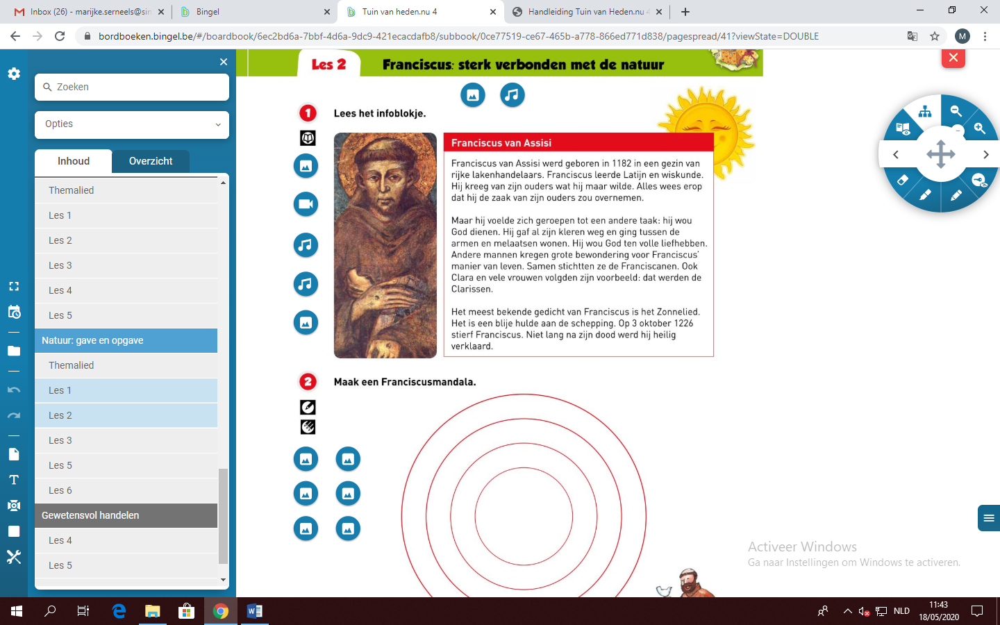 Inbox (26) - marijke.serneels@sin
Bingel
Tuin van heden.nu 4
Handleiding Tuin van Heden.nu 4
bordboeken.bingel.be/#/boardbook/6ec2bd6a-7bbf-4d6a-9dc9-421ecacdafb8/subbook/0ce77519-ce67-465b-a778-866ed771d838/pagespread/41?viewState=DOUBLE
M
Zoeken
Opties
Inhoud
Overzicht
Themalied
Les 1
Les 2
Les 3
Les 4
Les 5
Natuur: gave en opgave
Themalied
Les 1
Les 2
Les 3
Les 5
Les 6
Gewetensvol handelen
Les 4
Les 5
T
Les 2
Franciscus: sterk verbonden met de natuur
1
Lees het infoblokje.
Franciscus van Assisi
Franciscus van Assisi werd geboren in 1182 in een gezin van
rijke lakenhandelaars. Franciscus leerde Latijn en wiskunde.
Hij kreeg van zijn ouders wat hij maar wilde. Alles wees erop
dat hij de zaak van zijn ouders zou overnemen.
Maar hij voelde zich geroepen tot een andere taak: hij wou
God dienen. Hij gaf al zijn kleren weg en ging tussen de
armen en melaatsen wonen. Hij wou God ten volle liefhebben.
Andere mannen kregen grote bewondering voor Franciscus'
manier van leven. Samen stichtten ze de Franciscanen. Ook
Clara en vele vrouwen volgden zijn voorbeeld: dat werden de
Clarissen.
Het meest bekende gedicht van Franciscus is het Zonnelied.
Het is een blije hulde aan de schepping. Op 3 oktober 1226
stierf Franciscus. Niet lang na zijn dood werd hij heilig
verklaard.
2
Maak een Franciscusmandala.
Activeer Windows
Ga naar Instellingen om Windows te activeren.
NLD
11:43
18/05/2020